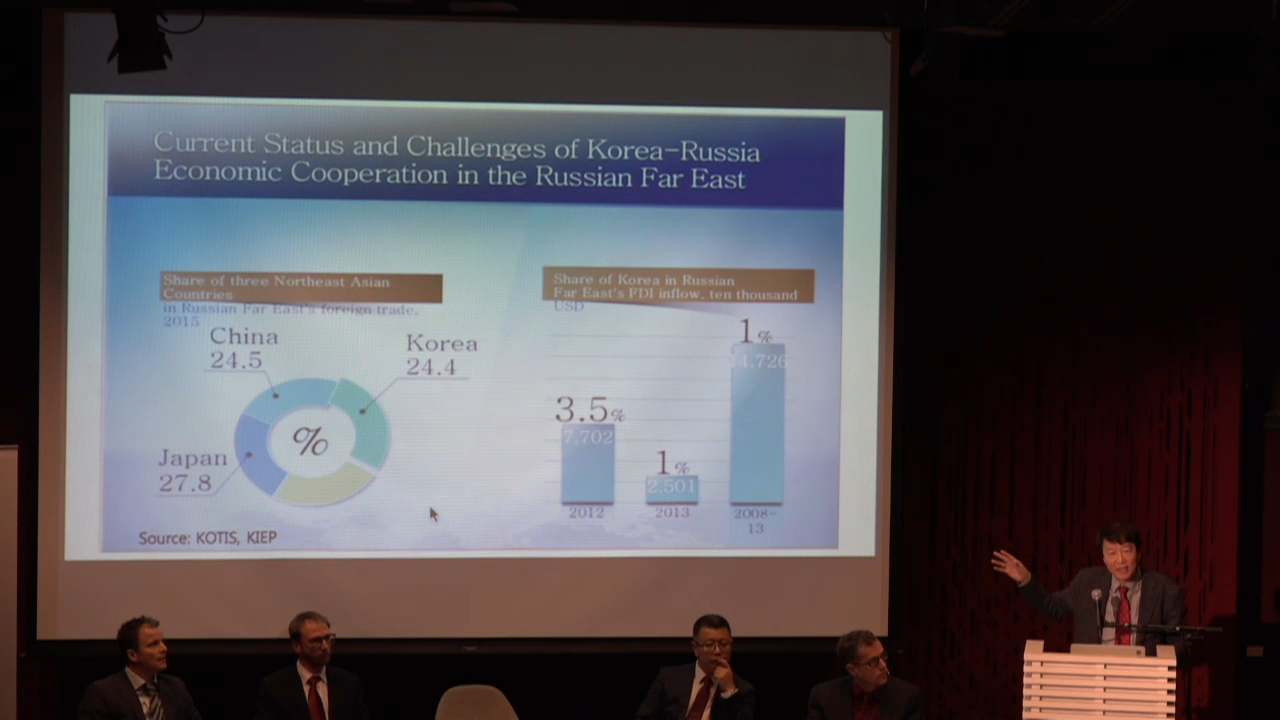 Current Status and Challenges of Korea-Russia
Economic Cooperation in the Russian Far East
Share of three Northeast Asian
Countries
in Russian Far East's foreign trade,
2015
China
24.5
Korea
24.4
Japan
27.8
%
Share of Korea in Russian
Far East's FDI inflow, ten thousand
USD
3.5%
7,702
1%
2,501
1%
14,726
2012
2013
2008-
13
Source: KOTIS, KIEP